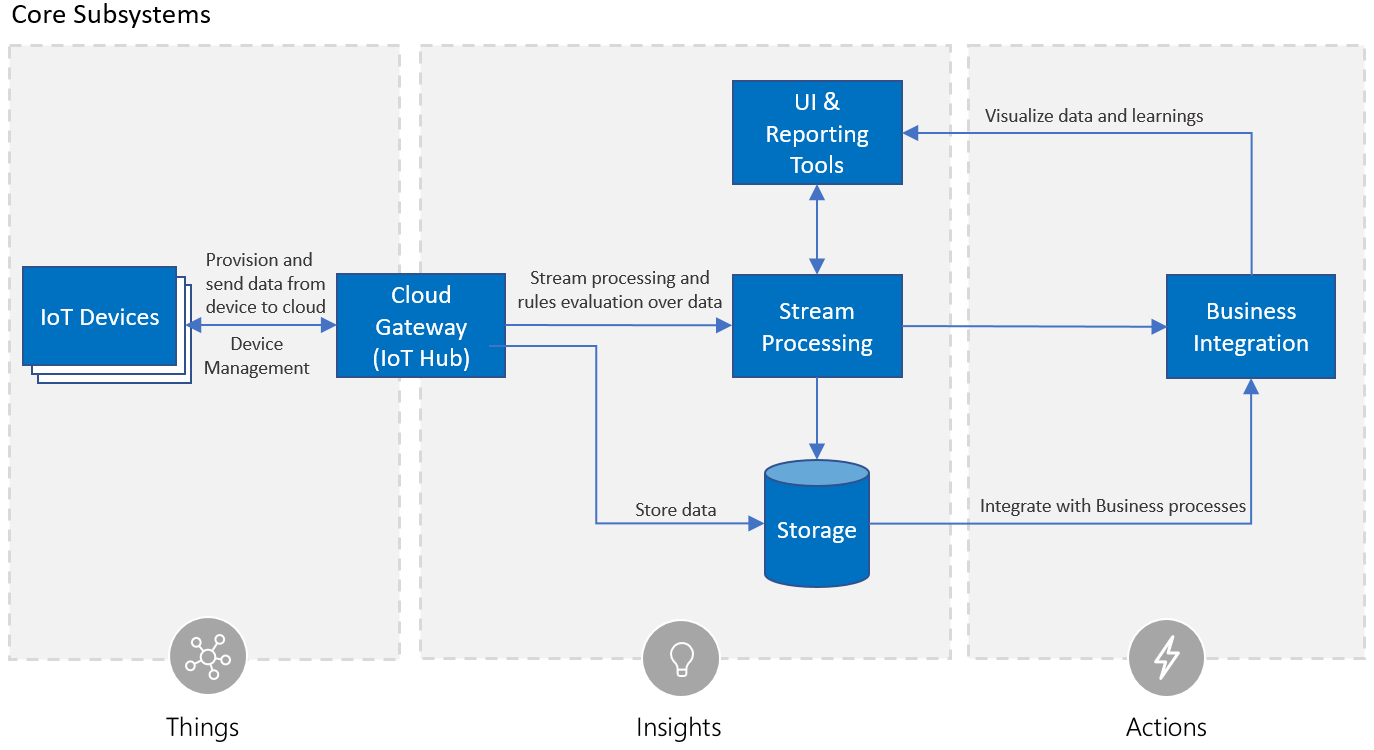 Core Subsystems
UI &
Reporting
Tools
Visualize data and learnings
Provision and
send data from
device to cloud
IoT Devices
Device
Management
Cloud
Gateway
(IoT Hub)
Stream processing and
rules evaluation over data
Stream
Processing
Business
Integration
Store data
Storage
Integrate with Business processes
Things
Insights
Actions